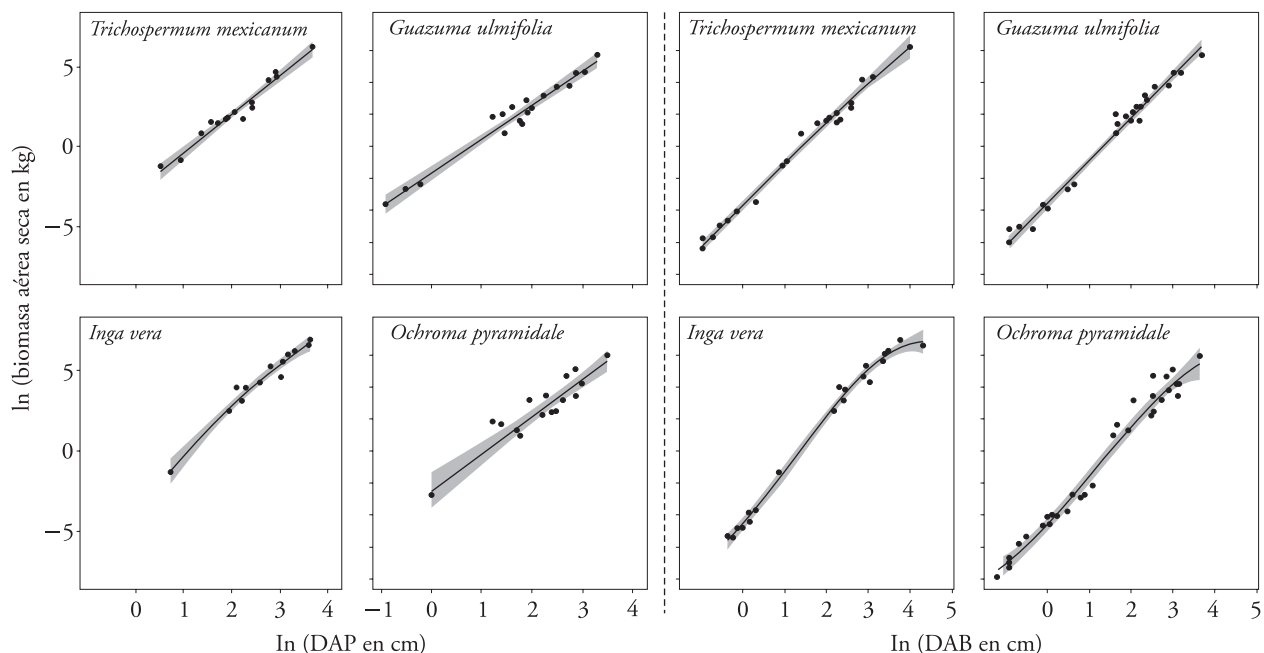 Trichospermum mexicanum
Guazuma ulmifolia
Trichospermum mexicanum
Guazuma ulmifolia
5
0
−5
ln (biomasa aérea seca en kg)
Inga vera
Ochroma pyramidale
Inga vera
Ochroma pyramidale
5
0
−5
0 1 2 3 4
−1 0 1 2 3 4
0 1 2 3 4 5
0 1 2 3 4 5
ln (DAP en cm)
ln (DAB en cm)